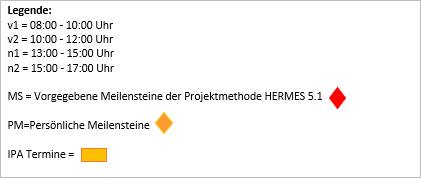 Legende:
v1 = 08:00 - 10:00 Uhr
v2 = 10:00 - 12:00 Uhr
n1 = 13:00 - 15:00 Uhr
n2 = 15:00 - 17:00 Uhr
MS = Vorgegebene Meilensteine der Projektmethode HERMES 5.1
PM=Persönliche Meilensteine
IPA Termine =